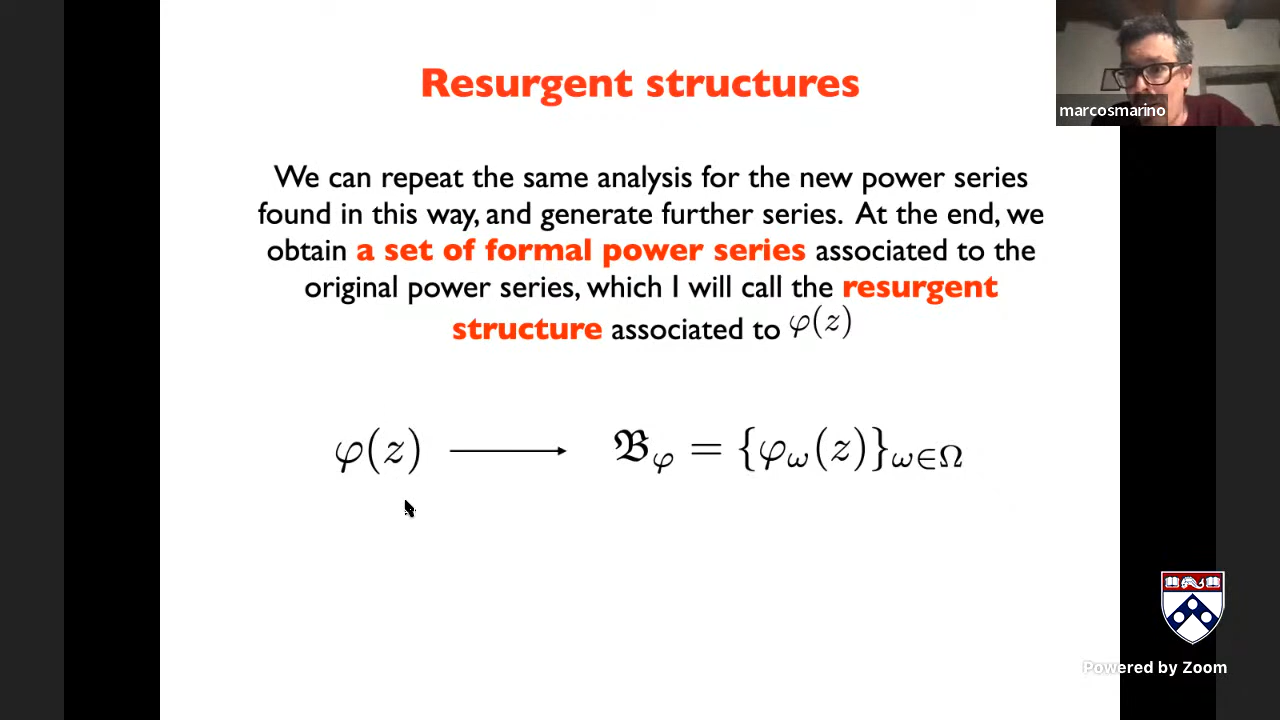 Resurgent structures
marcosmarino
We can repeat the same analysis for the new power series
found in this way, and generate further series. At the end, we
obtain a set of formal power series associated to the
original power series, which I will call the resurgent
structure associated to φ(z)
φ(z) ⟶ 𝔅_φ = {φ_ω(z)}_{ω∈Ω}
Powered by Zoom